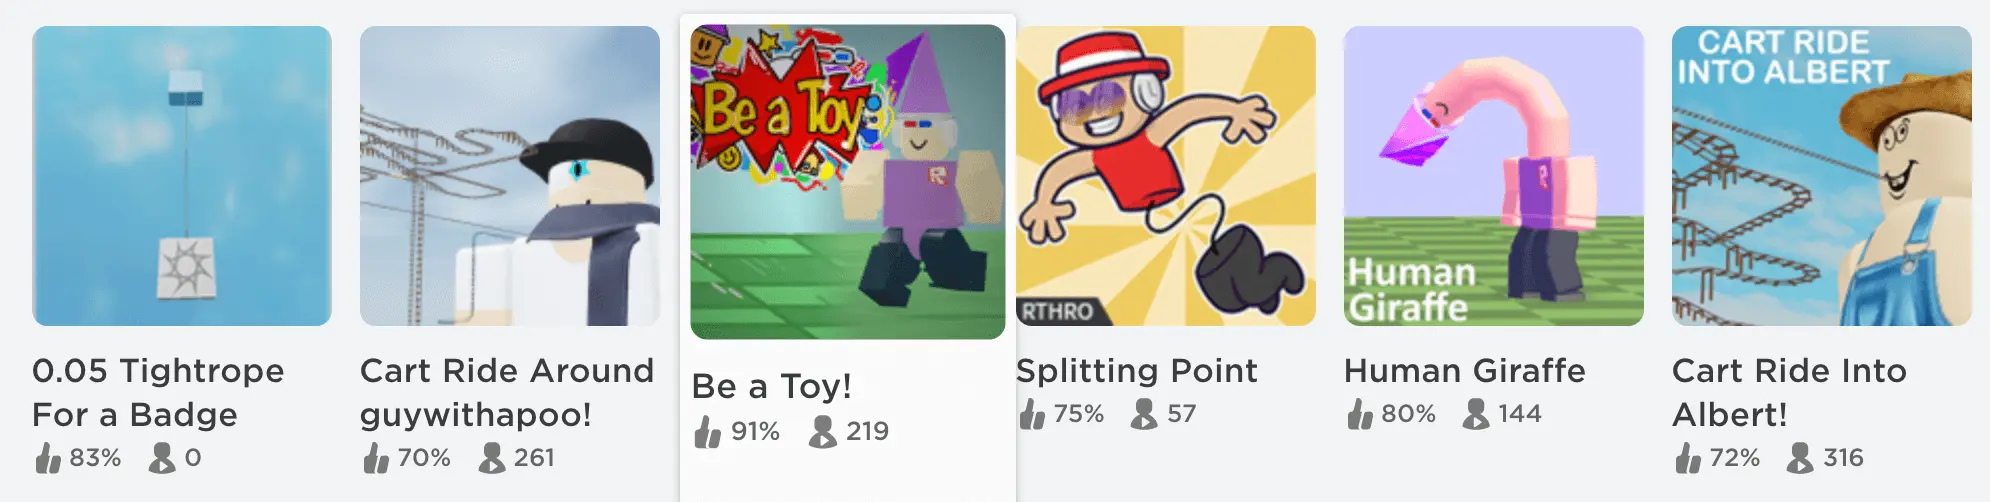 0.05 Tightrope
For a Badge
83% 0
Cart Ride Around
guywithapoo!
70% 261
Be a Toy
Be a Toy!
91% 219
RTHRO
Splitting Point
75% 57
Human
Giraffe
Human Giraffe
80% 144
CART RIDE
INTO ALBERT
Cart Ride Into
Albert!
72% 316